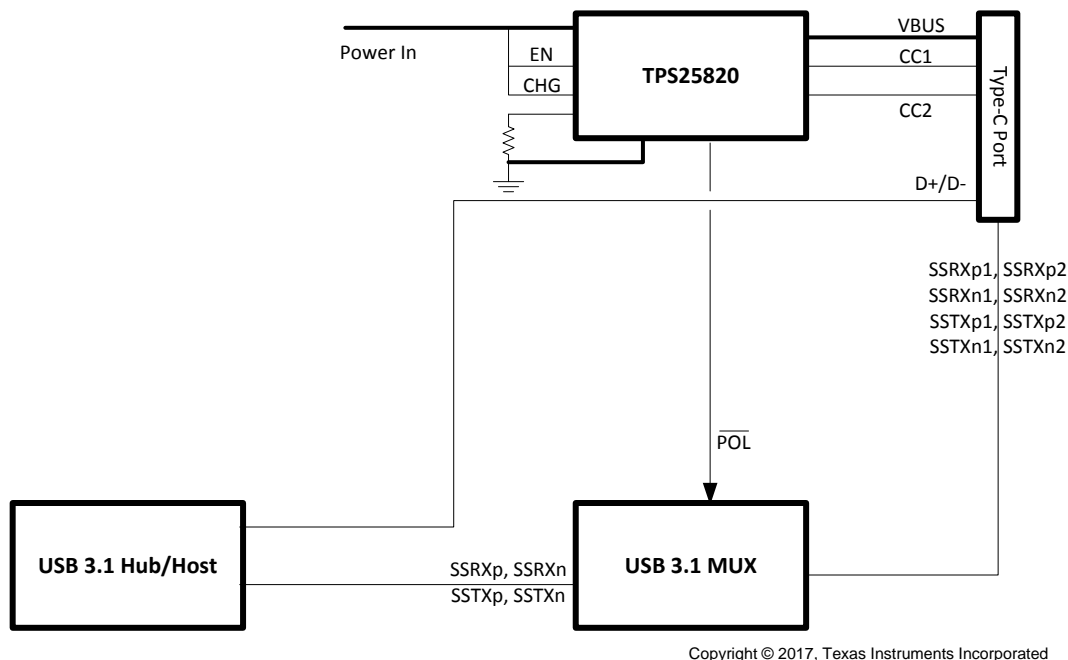 VBUS
Power In
EN
TPS25820
CC1
CHG
CC2
Type-C Port
D+/D-
SSRXp1, SSRXp2
SSRXn1, SSRXn2
SSTXp1, SSTXp2
SSTXn1, SSTXn2
POL
USB 3.1 Hub/Host
SSRXp, SSRXn
SSTXp, SSTXn
USB 3.1 MUX
Copyright © 2017, Texas Instruments Incorporated